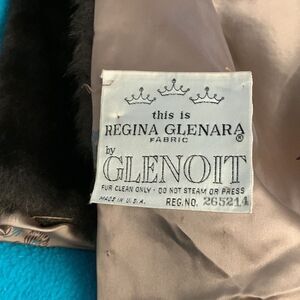 this is
REGINA GLENARA®
FABRIC
by
GLENOIT
FUR CLEAN ONLY · DO NOT STEAM OR PRESS
MADE IN U.S.A. REG. NO. 265214